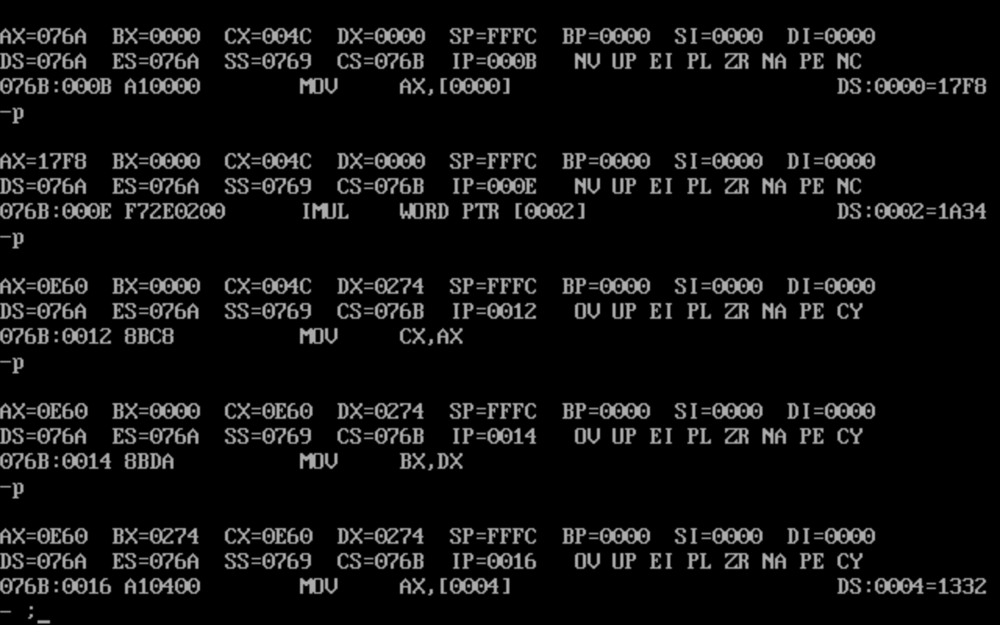 AX=076A  BX=0000  CX=004C  DX=0000  SP=FFFC  BP=0000  SI=0000  DI=0000
DS=076A  ES=076A  SS=0769  CS=076B  IP=000B   NV UP EI PL ZR NA PE NC
076B:000B A10000        MOV     AX,[0000]                          DS:0000=17F8
-p
AX=17F8  BX=0000  CX=004C  DX=0000  SP=FFFC  BP=0000  SI=0000  DI=0000
DS=076A  ES=076A  SS=0769  CS=076B  IP=000E   NV UP EI PL ZR NA PE NC
076B:000E F72E0200      IMUL    WORD PTR [0002]                    DS:0002=1A34
-p
AX=0E60  BX=0000  CX=004C  DX=0274  SP=FFFC  BP=0000  SI=0000  DI=0000
DS=076A  ES=076A  SS=0769  CS=076B  IP=0012   OV UP EI PL ZR NA PE CY
076B:0012 8BC8          MOV     CX,AX
-p
AX=0E60  BX=0000  CX=0E60  DX=0274  SP=FFFC  BP=0000  SI=0000  DI=0000
DS=076A  ES=076A  SS=0769  CS=076B  IP=0014   OV UP EI PL ZR NA PE CY
076B:0014 8BDA          MOV     BX,DX
-p
AX=0E60  BX=0274  CX=0E60  DX=0274  SP=FFFC  BP=0000  SI=0000  DI=0000
DS=076A  ES=076A  SS=0769  CS=076B  IP=0016   OV UP EI PL ZR NA PE CY
076B:0016 A10400        MOV     AX,[0004]                          DS:0004=1332
- ;_